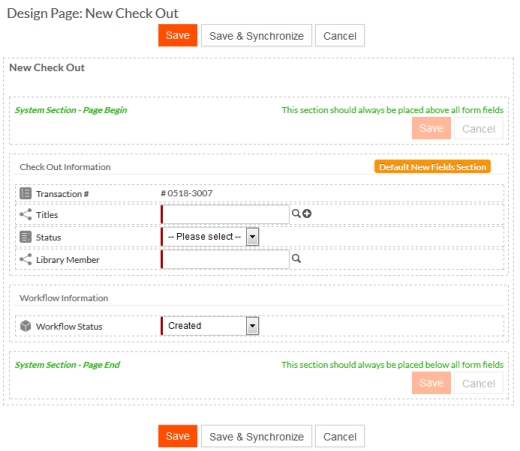 Design Page: New Check Out
Save Save & Synchronize Cancel
New Check Out
System Section - Page Begin This section should always be placed above all form fields
Save Cancel
Check Out Information Default New Fields Section
Transaction # # 0518-3007
Titles
Status -- Please select --
Library Member
Workflow Information
Workflow Status Created
System Section - Page End This section should always be placed below all form fields
Save Cancel
Save Save & Synchronize Cancel